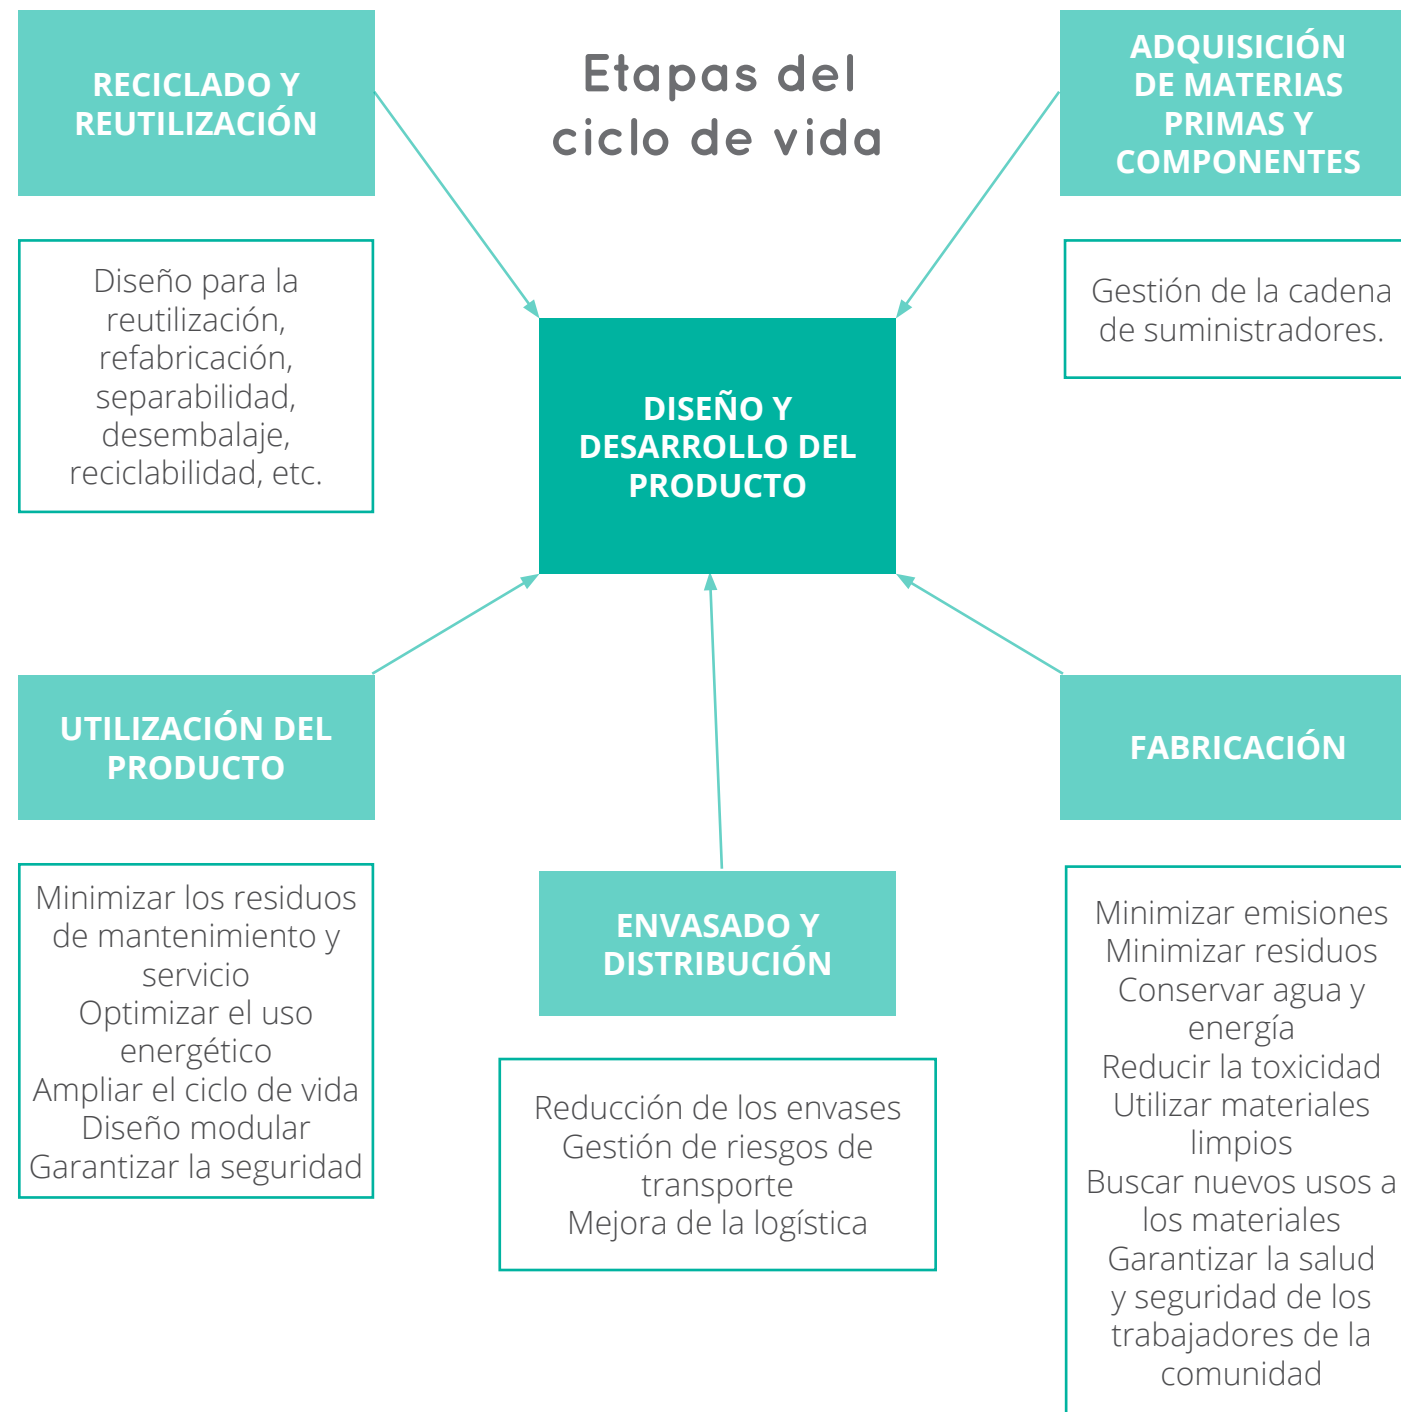 Etapas del
ciclo de vida
RECICLADO Y
REUTILIZACIÓN
Diseño para la
reutilización,
refabricación,
separabilidad,
desembalaje,
reciclabilidad, etc.
ADQUISICIÓN
DE MATERIAS
PRIMAS Y
COMPONENTES
Gestión de la cadena
de suministradores.
DISEÑO Y
DESARROLLO DEL
PRODUCTO
UTILIZACIÓN DEL
PRODUCTO
Minimizar los residuos
de mantenimiento y
servicio
Optimizar el uso
energético
Ampliar el ciclo de vida
Diseño modular
Garantizar la seguridad
ENVASADO Y
DISTRIBUCIÓN
Reducción de los envases
Gestión de riesgos de
transporte
Mejora de la logística
FABRICACIÓN
Minimizar emisiones
Minimizar residuos
Conservar agua y
energía
Reducir la toxicidad
Utilizar materiales
limpios
Buscar nuevos usos a
los materiales
Garantizar la salud
y seguridad de los
trabajadores de la
comunidad